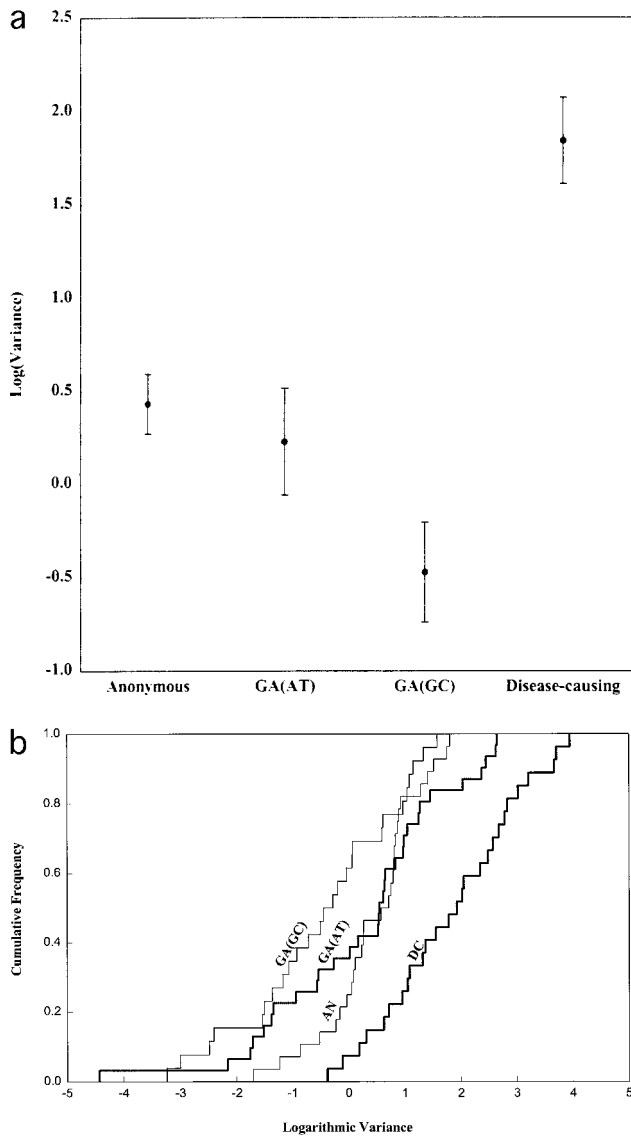 a
2.5
2.0
1.5
1.0
0.5
0.0
-0.5
-1.0
Log(Variance)
Anonymous GA(AT) GA(GC) Disease-causing
b
1.0
0.8
0.6
0.4
0.2
0.0
Cumulative Frequency
GA(GC)
GA(AT)
AN
DC
-5 -4 -3 -2 -1 0 1 2 3 4 5
Logarithmic Variance